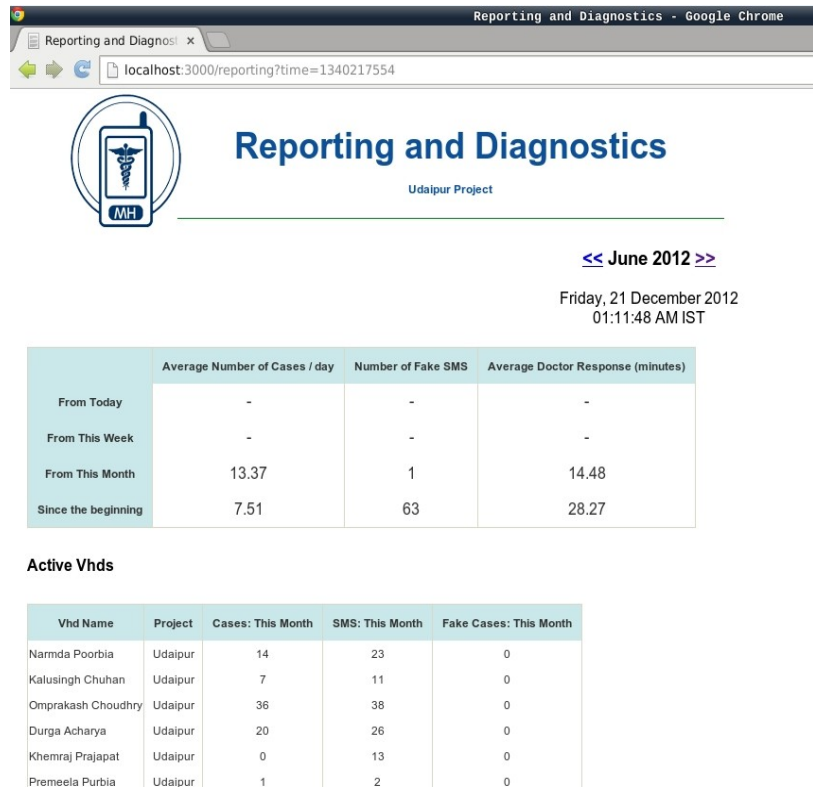 Reporting and Diagnostics - Google Chrome
Reporting and Diagnost x
localhost:3000/reporting?time=1340217554
MH
Reporting and Diagnostics
Udaipur Project
<< June 2012 >>
Friday, 21 December 2012
01:11:48 AM IST
Average Number of Cases / day Number of Fake SMS Average Doctor Response (minutes)
From Today - - -
From This Week - - -
From This Month 13.37 1 14.48
Since the beginning 7.51 63 28.27
Active Vhds
Vhd Name Project Cases: This Month SMS: This Month Fake Cases: This Month
Narmda Poorbia Udaipur 14 23 0
Kalusingh Chuhan Udaipur 7 11 0
Omprakash Choudhry Udaipur 36 38 0
Durga Acharya Udaipur 20 26 0
Khemraj Prajapat Udaipur 0 13 0
Premeela Purbia Udaipur 1 2 0